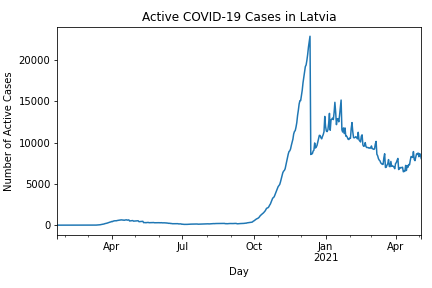 Active COVID-19 Cases in Latvia
Number of Active Cases
20000
15000
10000
5000
0
Apr
Jul
Oct
Jan
2021
Apr
Day